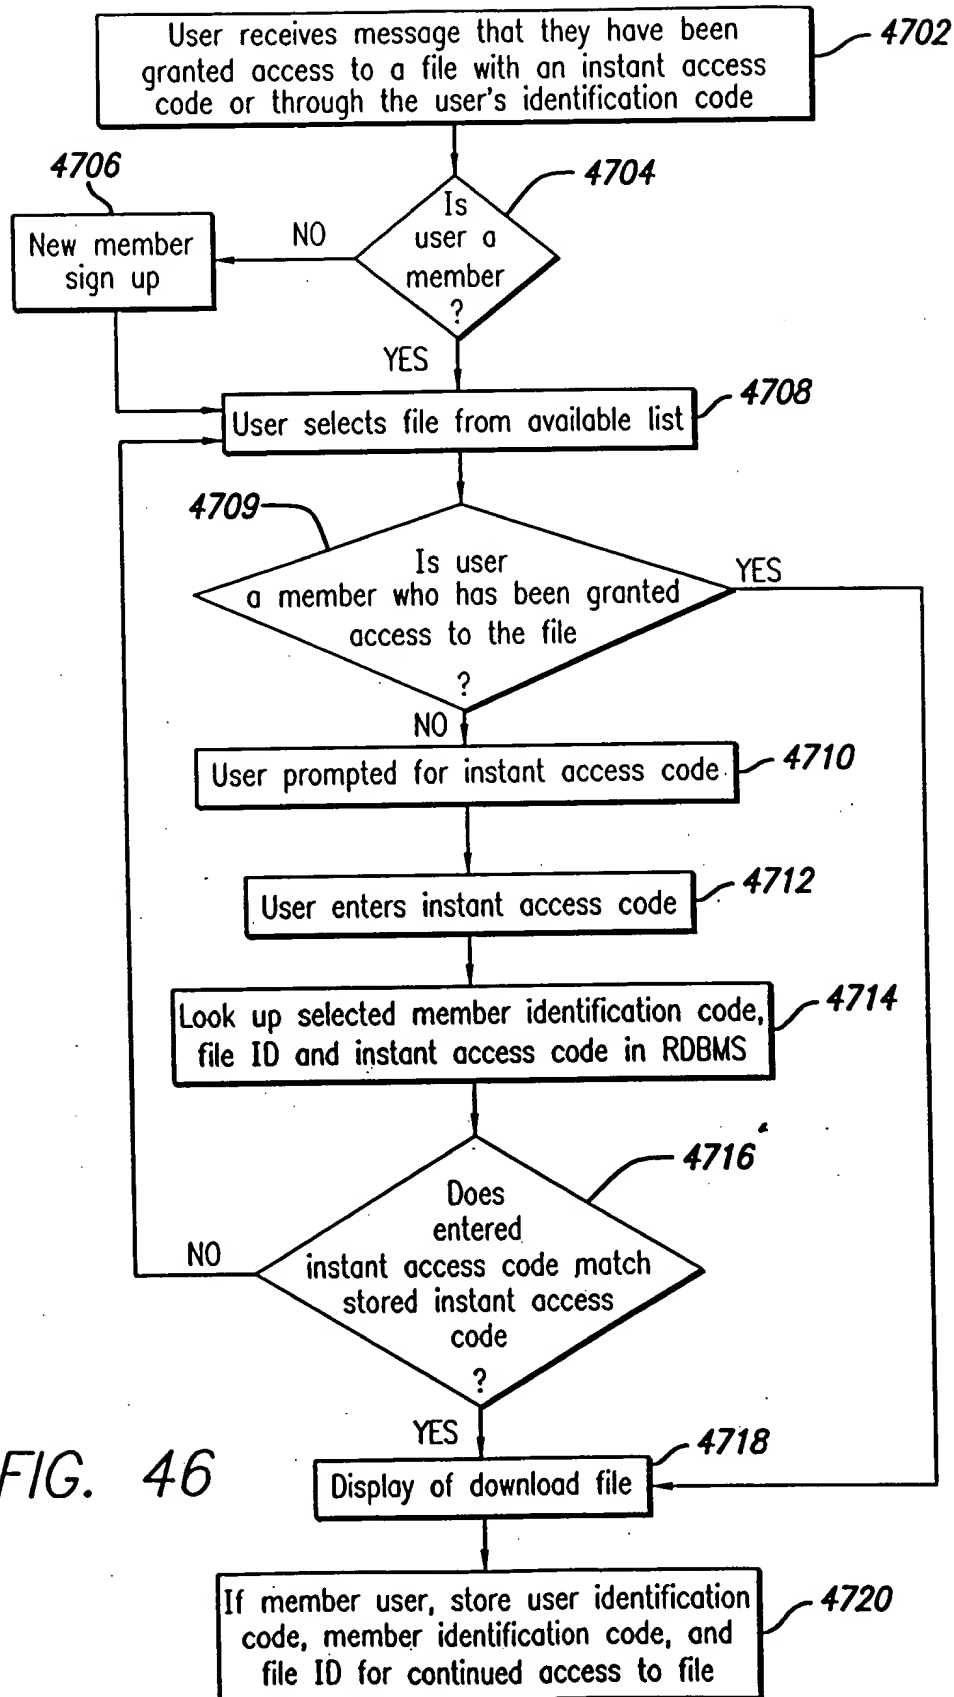 User receives message that they have been
granted access to a file with an instant access
code or through the user's identification code
4702
4704
4706
Is
user a
member
?
NO
New member
sign up
YES
4708
User selects file from available list
4709
Is user
a member who has been granted
access to the file
?
YES
NO
4710
User prompted for instant access code
4712
User enters instant access code
4714
Look up selected member identification code,
file ID and instant access code in RDBMS
4716
Does
entered
instant access code match
stored instant access
code
?
NO
YES
4718
Display of download file
FIG. 46
4720
If member user, store user identification
code, member identification code, and
file ID for continued access to file